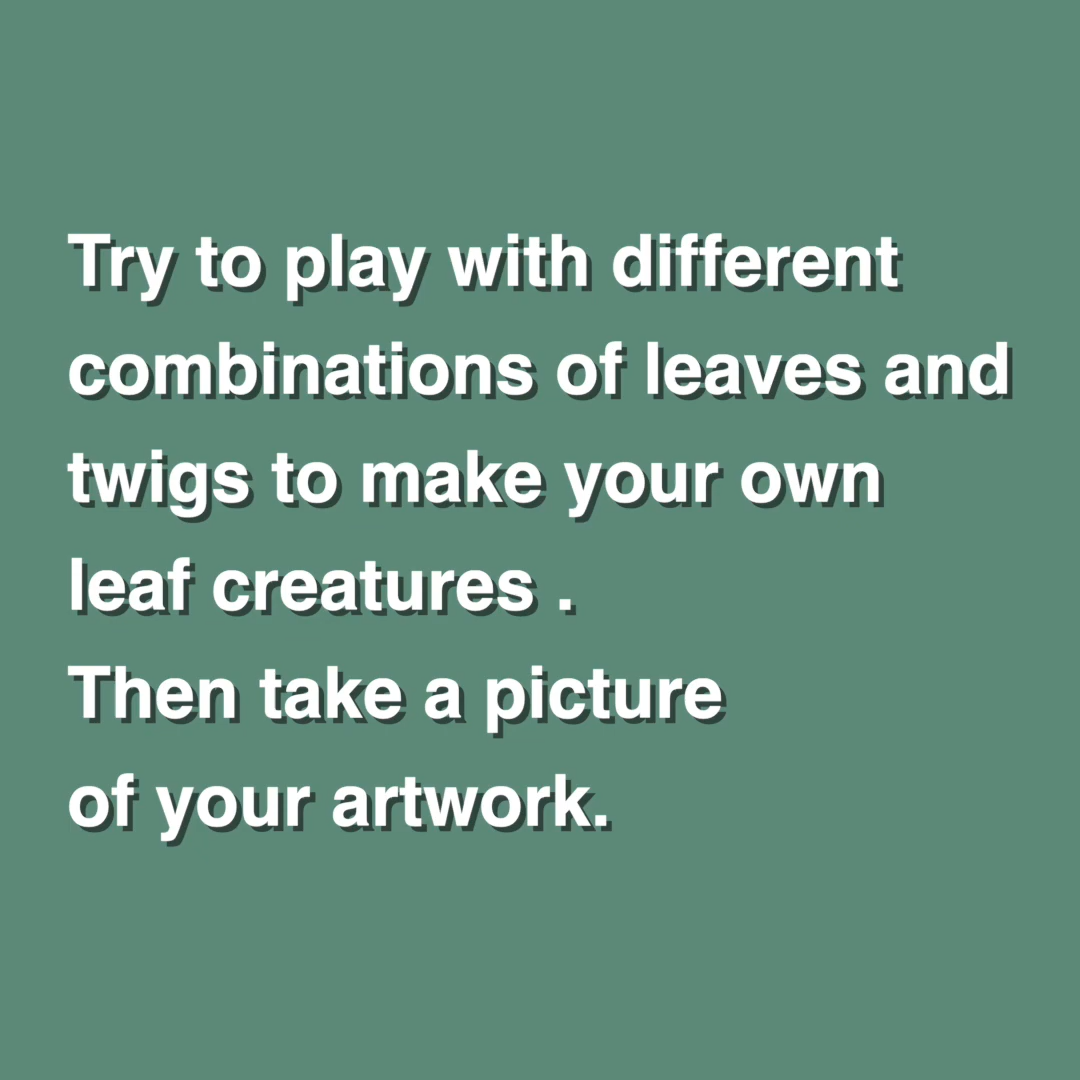 Try to play with different
combinations of leaves and
twigs to make your own
leaf creatures .
Then take a picture
of your artwork.